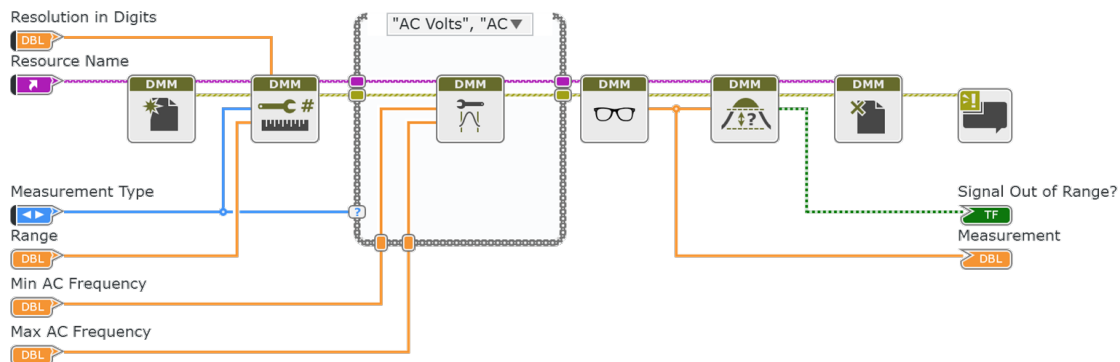 Resolution in Digits
DBL
"AC Volts", "AC
Resource Name
DMM
DMM
#
DMM
DMM
DMM
?
DMM
!
Measurement Type
?
Range
DBL
Min AC Frequency
DBL
Max AC Frequency
DBL
Signal Out of Range?
TF
Measurement
DBL